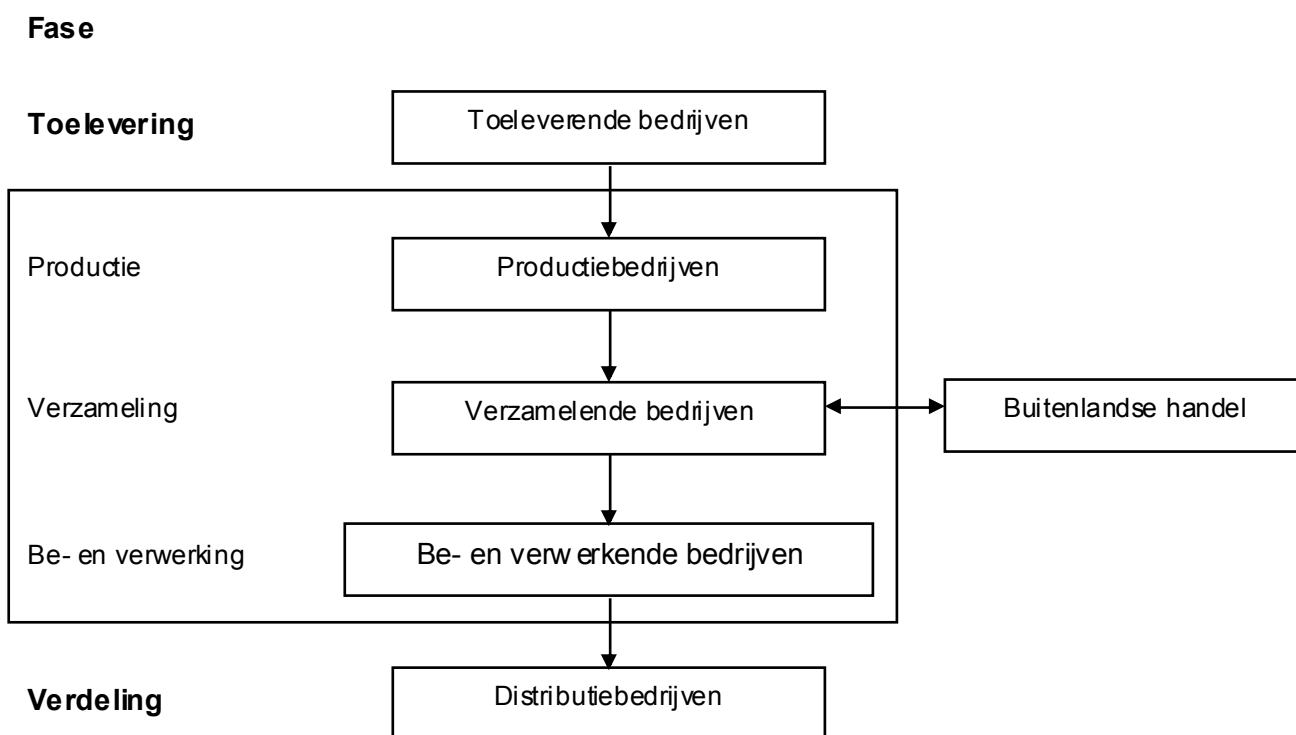 Fase
Toelevering
Toeleverende bedrijven
Productie
Productiebedrijven
Verzameling
Verzamelende bedrijven
Buitenlandse handel
Be- en verwerking
Be- en verwerkende bedrijven
Verdeling
Distributiebedrijven